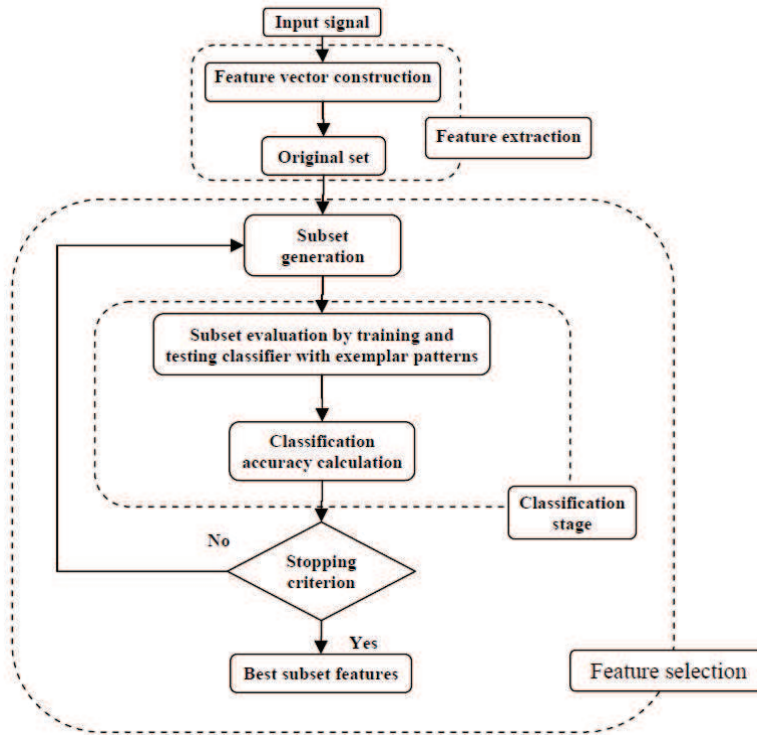 Input signal
Feature vector construction
Feature extraction
Original set
Subset
generation
Subset evaluation by training and
testing classifier with exemplar patterns
Classification
accuracy calculation
Classification
stage
No
Stopping
criterion
Yes
Best subset features
Feature selection